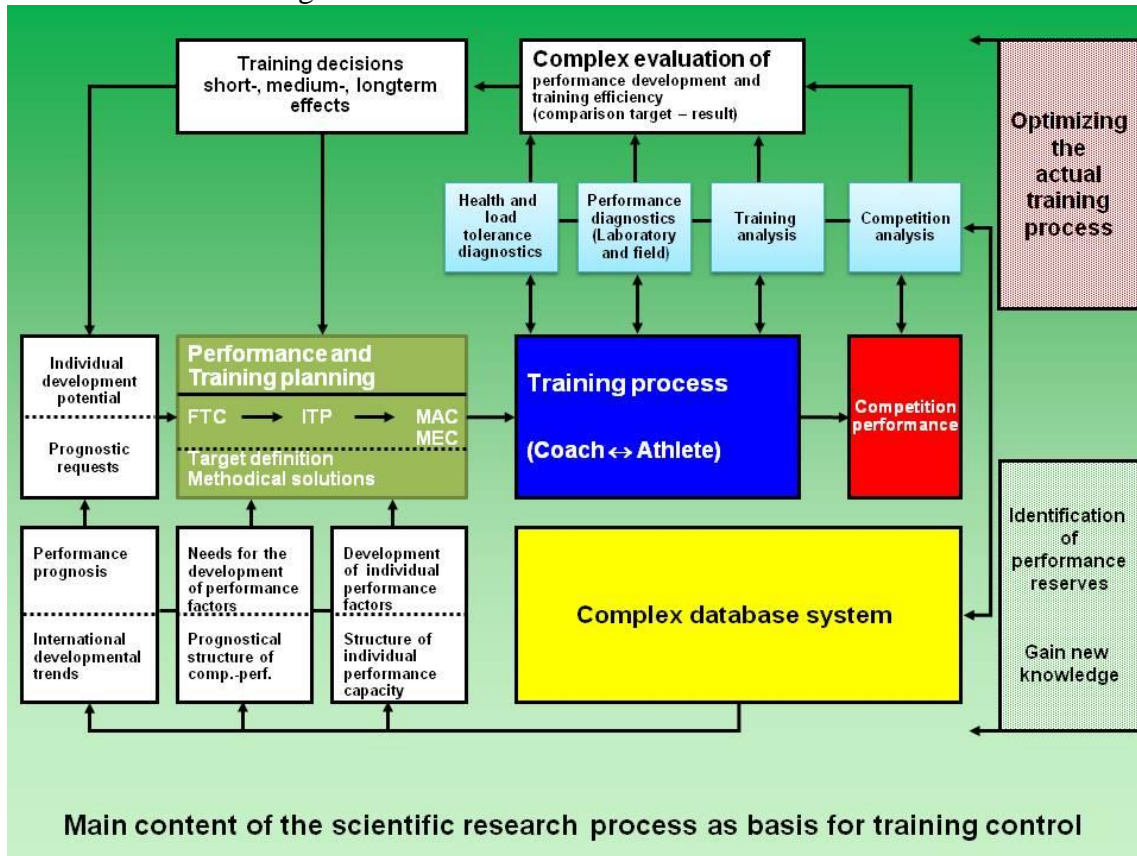 Training decisions
short-, medium-, longterm
effects
Complex evaluation of
performance development and
training efficiency
(comparison target – result)
Optimizing
the
actual
training
process
Health and
load
tolerance
diagnostics
Performance
diagnostics
(Laboratory
and field)
Training
analysis
Competition
analysis
Individual
development
potential
Prognostic
requests
Performance and
Training planning
FTC
ITP
MAC
MEC
Target definition
Methodical solutions
Training process
(Coach ↔ Athlete)
Competition
performance
Identification
of
performance
reserves
Gain new
knowledge
Performance
prognosis
International
developmental
trends
Needs for the
development
of performance
factors
Prognostical
structure of
comp.-perf.
Development
of individual
performance
factors
Structure of
individual
performance
capacity
Complex database system
Main content of the scientific research process as basis for training control